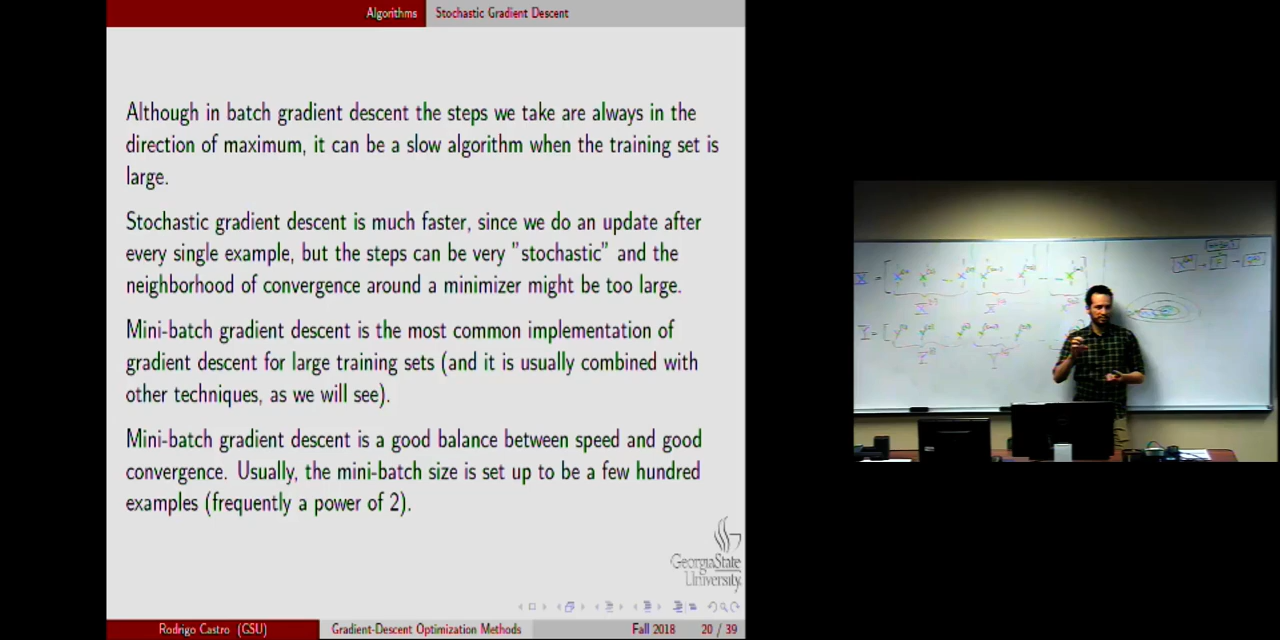 Algorithms Stochastic Gradient Descent
Although in batch gradient descent the steps we take are always in the
direction of maximum, it can be a slow algorithm when the training set is
large.
Stochastic gradient descent is much faster, since we do an update after
every single example, but the steps can be very "stochastic" and the
neighborhood of convergence around a minimizer might be too large.
Mini-batch gradient descent is the most common implementation of
gradient descent for large training sets (and it is usually combined with
other techniques, as we will see).
Mini-batch gradient descent is a good balance between speed and good
convergence. Usually, the mini-batch size is set up to be a few hundred
examples (frequently a power of 2).
GeorgiaState
University
Rodrigo Castro (GSU) Gradient-Descent Optimization Methods Fall 2018 20 / 39